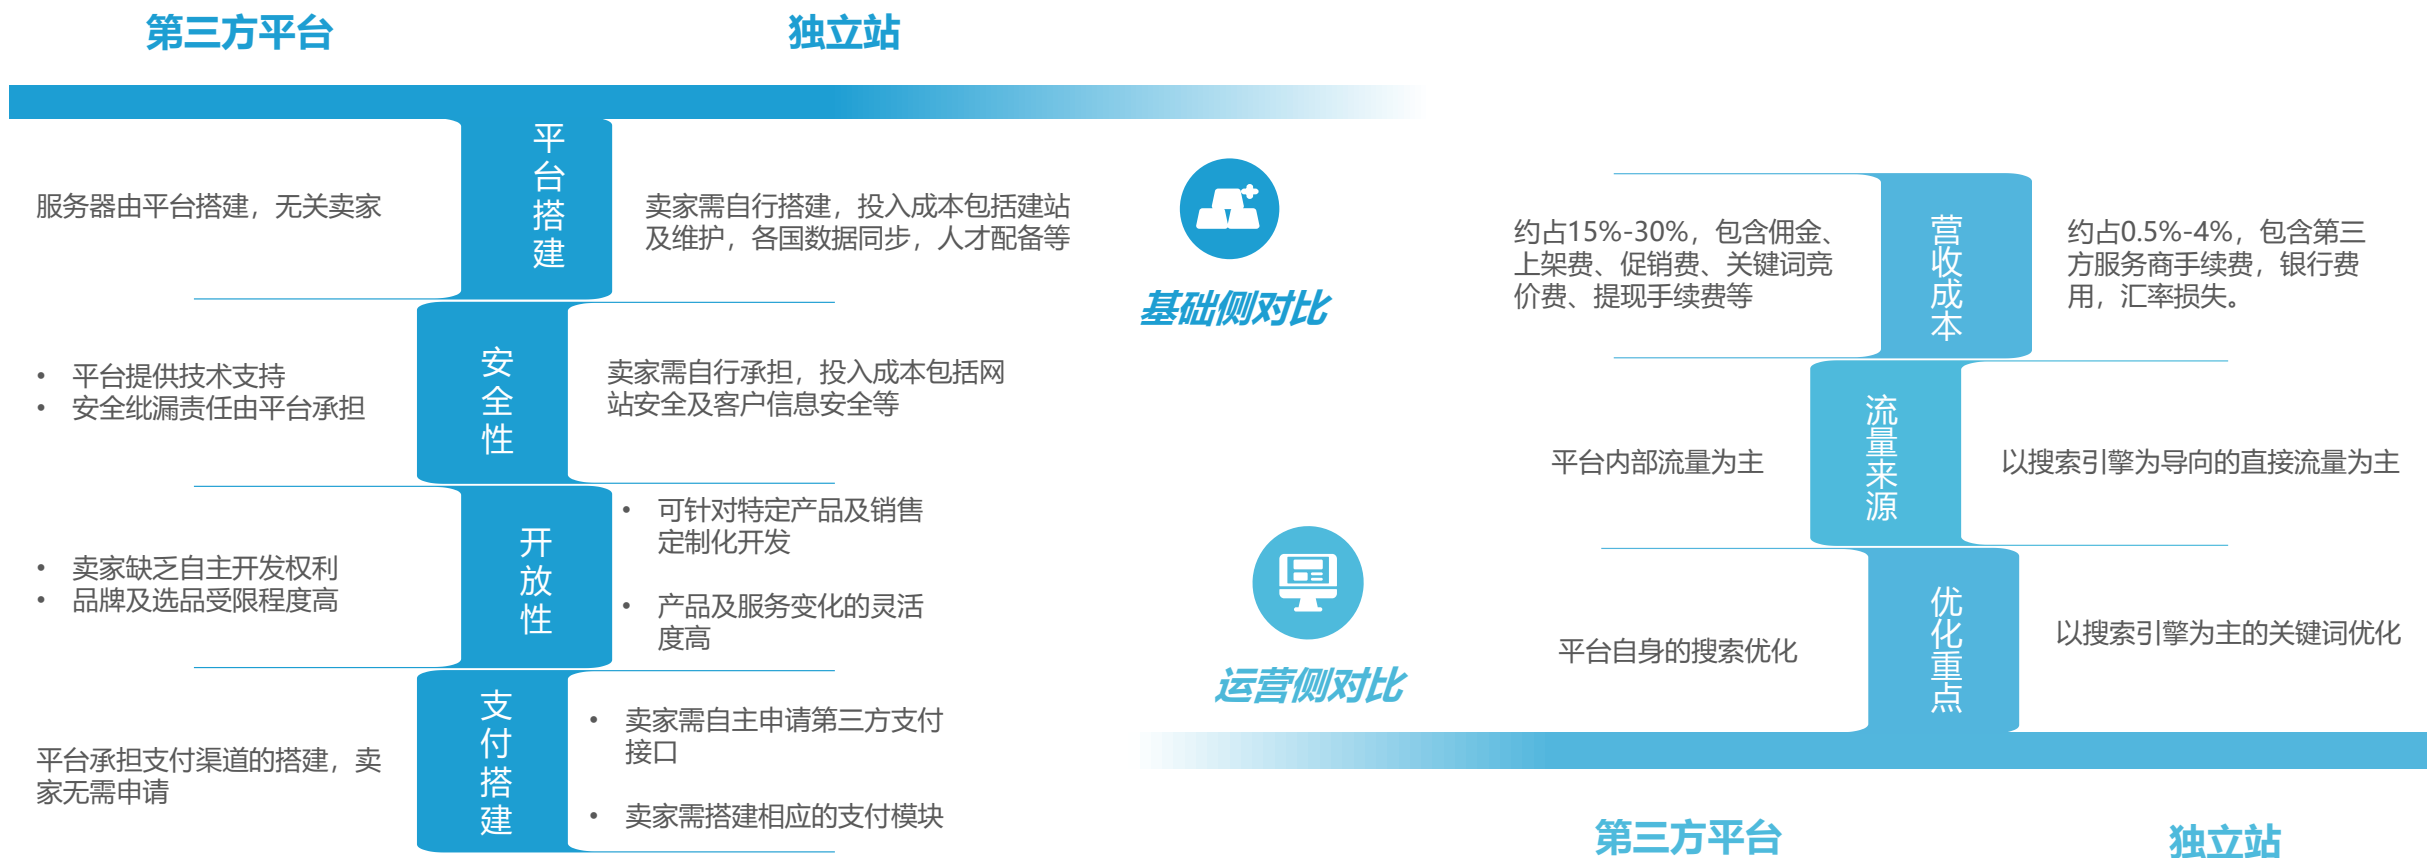 第三方平台
独立站
平台搭建
服务器由平台搭建，无关卖家
卖家需自行搭建，投入成本包括建站
及维护，各国数据同步，人才配备等
安全性
• 平台提供技术支持
• 安全纰漏责任由平台承担
卖家需自行承担，投入成本包括网
站安全及客户信息安全等
开放性
• 卖家缺乏自主开发权利
• 品牌及选品受限程度高
• 可针对特定产品及销售
定制化开发
• 产品及服务变化的灵活
度高
支付搭建
平台承担支付渠道的搭建，卖
家无需申请
• 卖家需自主申请第三方支付
接口
• 卖家需搭建相应的支付模块
基础侧对比
运营侧对比
营收成本
约占15%-30%，包含佣金、
上架费、促销费、关键词竞
价费、提现手续费等
约占0.5%-4%，包含第三
方服务商手续费，银行费
用，汇率损失。
流量来源
平台内部流量为主
以搜索引擎为导向的直接流量为主
优化重点
平台自身的搜索优化
以搜索引擎为主的关键词优化
第三方平台
独立站